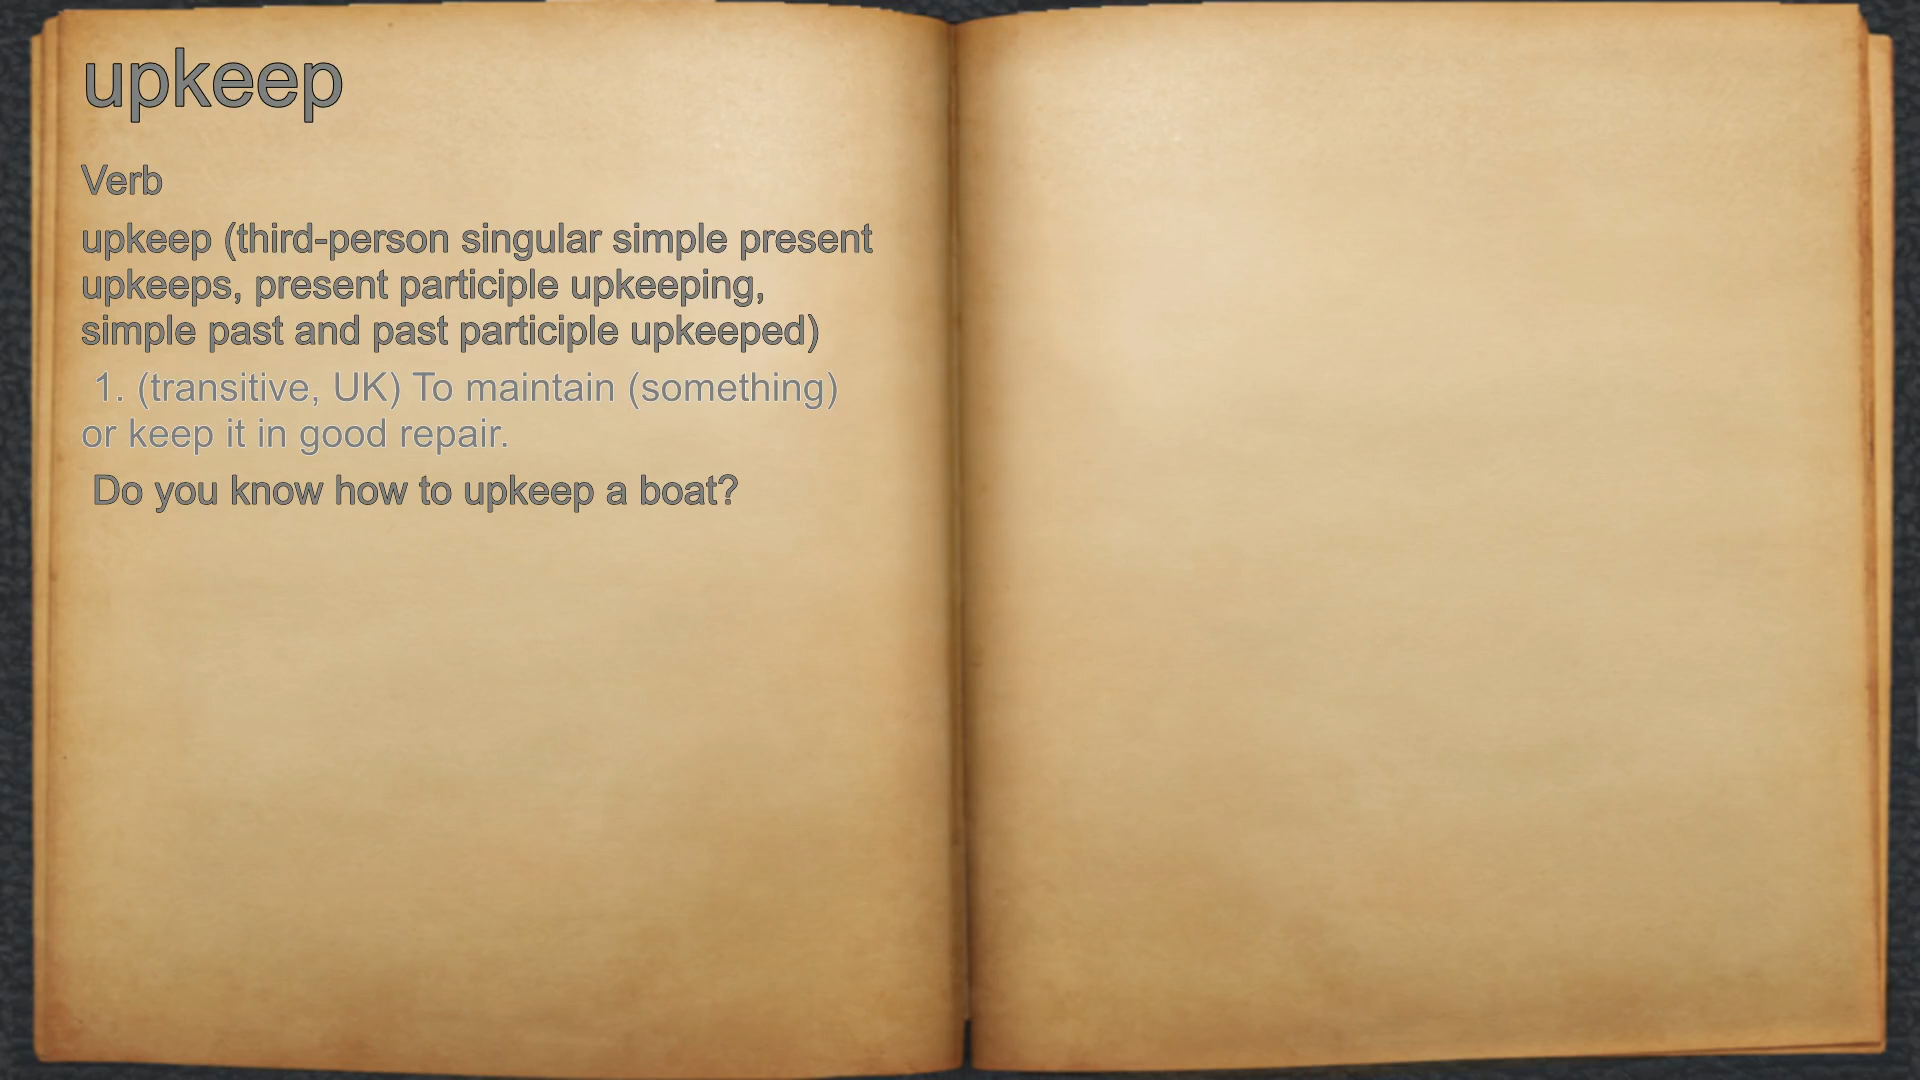 upkeep
Verb
upkeep (third-person singular simple present
upkeeps, present participle upkeeping,
simple past and past participle upkeeped)
1. (transitive, UK) To maintain (something)
or keep it in good repair.
Do you know how to upkeep a boat?